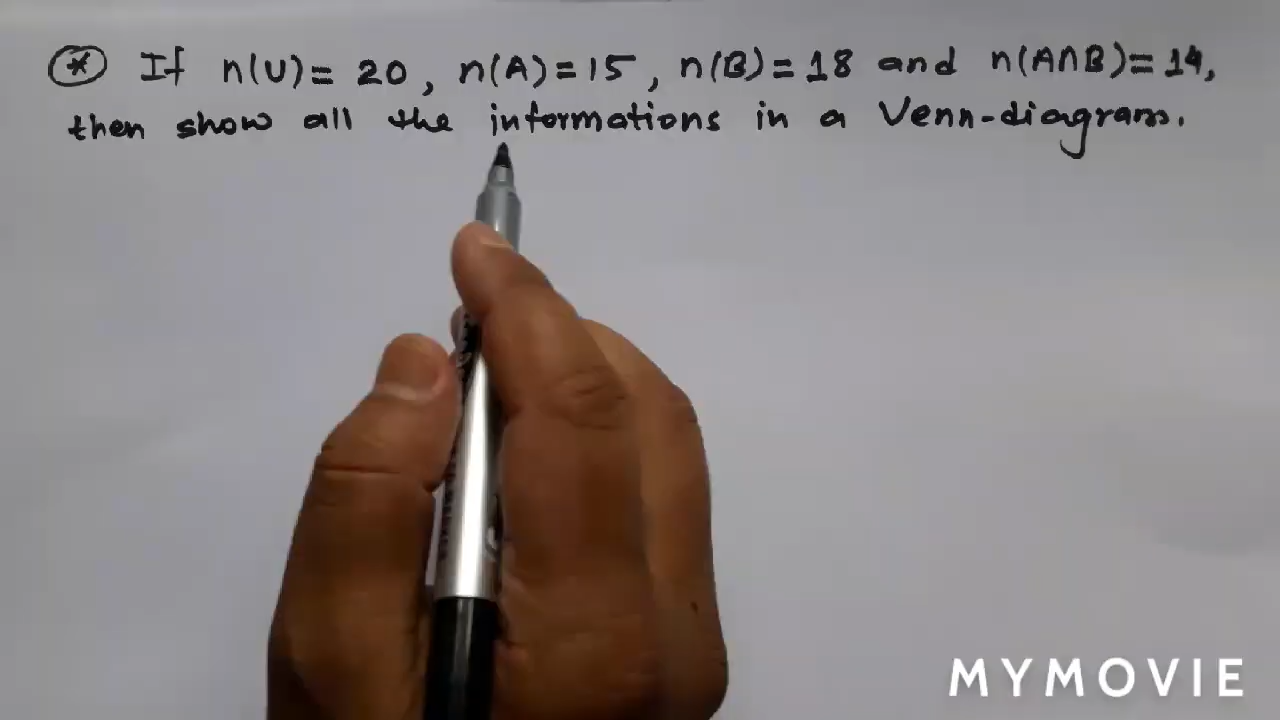 * If n(U) = 20, n(A) = 15, n(B) = 18 and n(A∩B) = 14,
then show all the informations in a Venn-diagram.
MYMOVIE